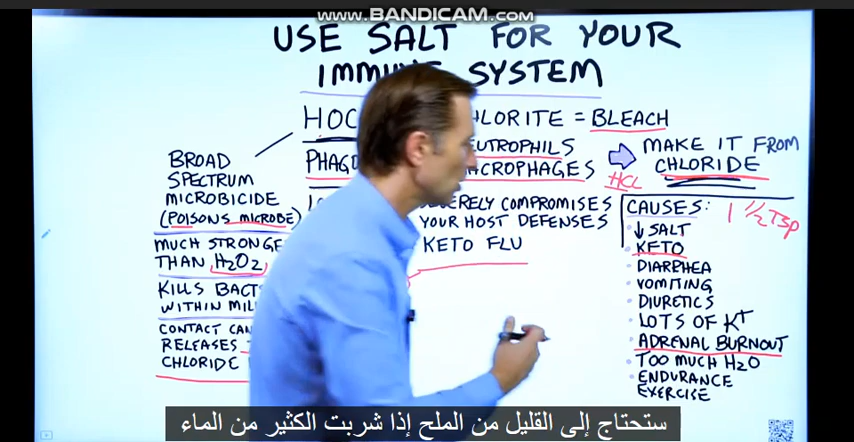 www.BANDICAM.com
USE SALT FOR YOUR
IMMUNE SYSTEM
CHLORITE = BLEACH
MAKE IT FROM
CHLORIDE
HCL
BROAD
SPECTRUM
MICROBICIDE
(POISONS MICROBE)
MUCH STRONGE
THAN H₂O₂
KILLS BACT
WITHIN MIL
CONTACT CAN
RELEASES
CHLORIDE
HOC
PHAG
EUTROPHILS
ACROPHAGES
SEVERELY COMPROMISES
YOUR HOST DEFENSES
KETO FLU
CAUSES: 1 1/2 TSP
↓ SALT
KETO
DIARPHEA
VOMITING
DIURETICS
LOTS OF K+
ADRENAL BURNOUT
TOO MUCH H₂O
ENDURANCE
EXERCISE
ستحتاج إلى القليل من الملح إذا شربت الكثير من الماء